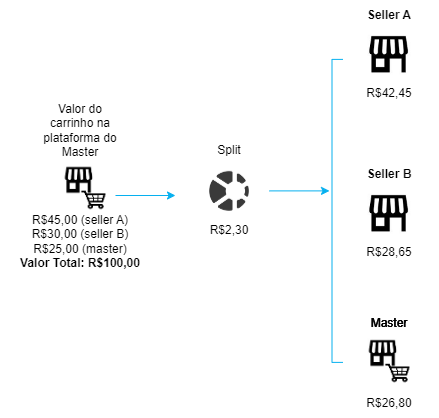 Valor do
carrinho na
plataforma do
Master
R$45,00 (seller A)
R$30,00 (seller B)
R$25,00 (master)
Valor Total: R$100,00
Split
R$2,30
Seller A
R$42,45
Seller B
R$28,65
Master
R$26,80